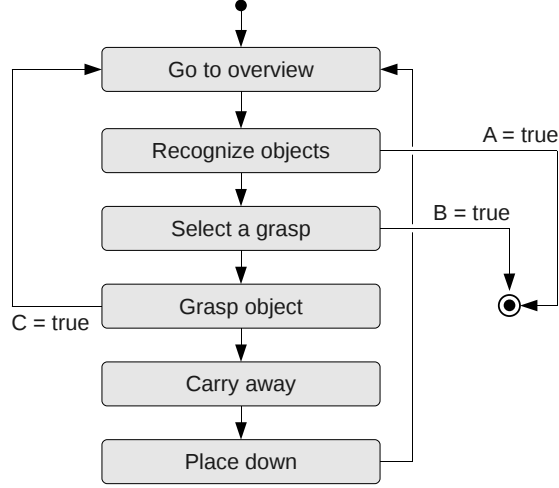 Go to overview
Recognize objects
A = true
Select a grasp
B = true
Grasp object
C = true
Carry away
Place down